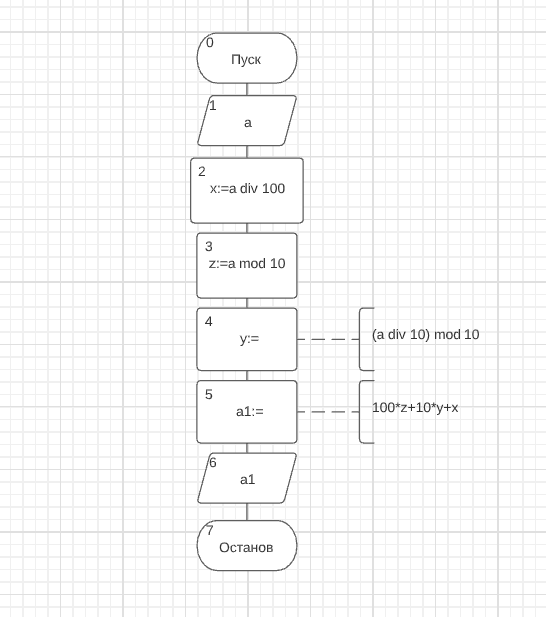 0
Пуск
1
a
2
x:=a div 100
3
z:=a mod 10
4
y:=
(a div 10) mod 10
5
a1:=
100*z+10*y+x
6
a1
7
Останов